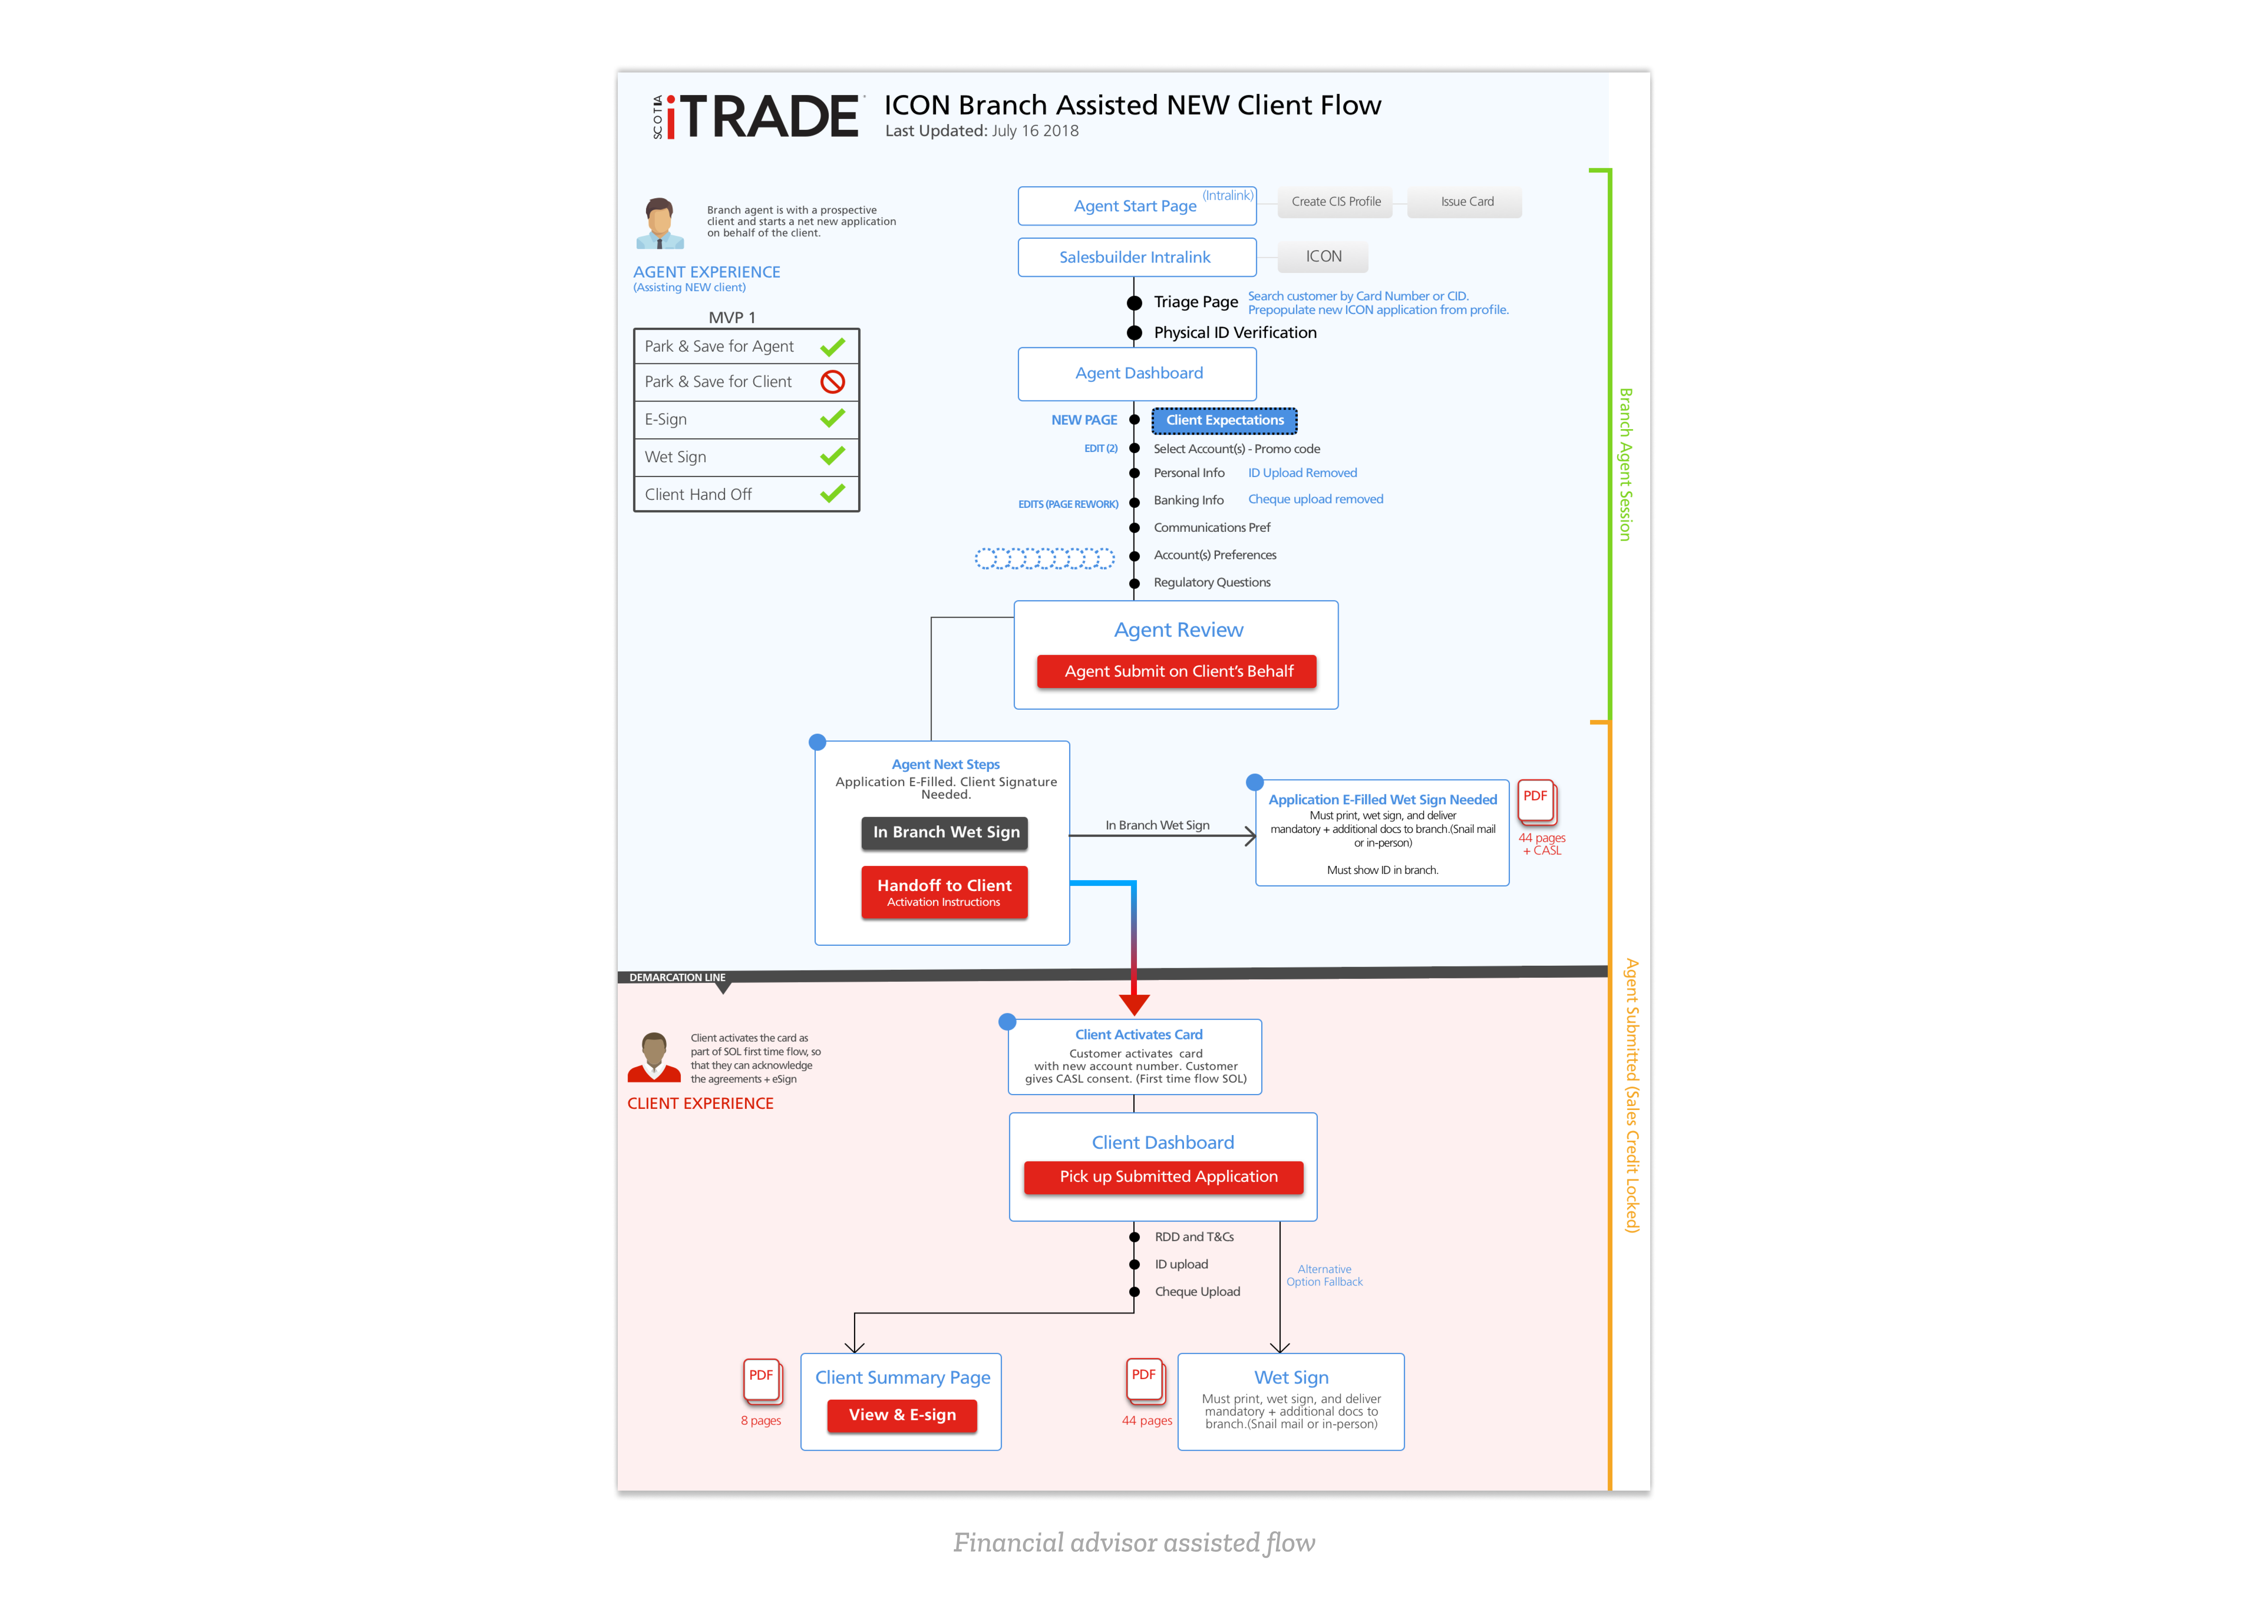 SCOTIA iTRADE
ICON Branch Assisted NEW Client Flow
Last Updated: July 16 2018
Branch agent is with a prospective
client and starts a net new application
on behalf of the client.
AGENT EXPERIENCE
(Assisting NEW client)
MVP 1
Park & Save for Agent
Park & Save for Client
E-Sign
Wet Sign
Client Hand Off
Agent Start Page
(Intralink)
Create CIS Profile
Issue Card
Salesbuilder Intralink
ICON
Triage Page
Search customer by Card Number or CID.
Prepopulate new ICON application from profile.
Physical ID Verification
Agent Dashboard
NEW PAGE
Client Expectations
EDIT (2)
Select Account(s) - Promo code
Personal Info
ID Upload Removed
EDITS (PAGE REWORK)
Banking Info
Cheque upload removed
Communications Pref
Account(s) Preferences
Regulatory Questions
Agent Review
Agent Submit on Client's Behalf
Branch Agent Session
Agent Next Steps
Application E-Filled. Client Signature
Needed.
In Branch Wet Sign
Handoff to Client
Activation Instructions
In Branch Wet Sign
Application E-Filled Wet Sign Needed
Must print, wet sign, and deliver
mandatory + additional docs to branch.(Snail mail
or in-person)
Must show ID in branch.
PDF
44 pages
+ CASL
DEMARCATION LINE
Agent Submitted (Sales Credit Locked)
Client activates the card as
part of SOL first time flow, so
that they can acknowledge
the agreements + eSign
CLIENT EXPERIENCE
Client Activates Card
Customer activates card
with new account number. Customer
gives CASL consent. (First time flow SOL)
Client Dashboard
Pick up Submitted Application
RDD and T&Cs
ID upload
Cheque Upload
Alternative
Option Fallback
PDF
8 pages
Client Summary Page
View & E-sign
PDF
44 pages
Wet Sign
Must print, wet sign, and deliver
mandatory + additional docs to
branch.(Snail mail or in-person)
Financial advisor assisted flow